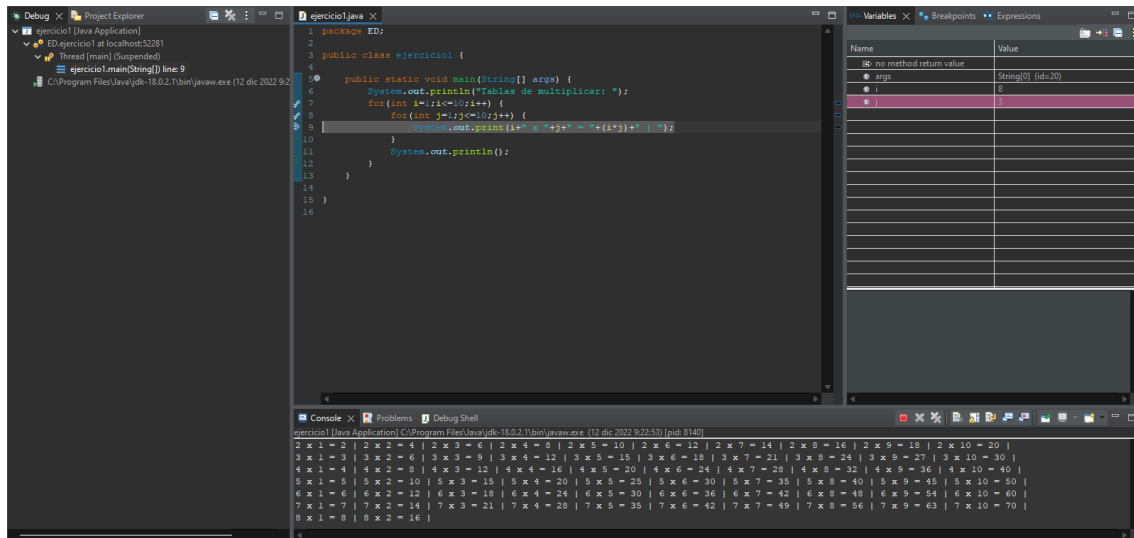 Debug Project Explorer
ejercicio1 [Java Application]
ED.ejercicio1 at localhost:52281
Thread [main] (Suspended)
ejercicio1.main(String[]) line: 9
C:\Program Files\Java\jdk-18.0.2.1\bin\javaw.exe (12 dic 2022 9:2
ejercicio1.java
1 package ED;
2
3 public class ejercicio1 {
4
5 public static void main(String[] args) {
6 System.out.println("Tablas de multiplicar: ");
7 for(int i=1;i<=10;i++) {
8 for(int j=1;j<=10;j++) {
9 System.out.print(i+" x "+j+" = "+(i*j)+" | ");
10 }
11 System.out.println();
12 }
13 }
14
15 }
16
Variables Breakpoints Expressions
Name Value
no method return value
args String[0] (id=20)
i 8
j 3
Console Problems Debug Shell
ejercicio1 [Java Application] C:\Program Files\Java\jdk-18.0.2.1\bin\javaw.exe (12 dic 2022 9:22:53) [pid: 8140]
2 x 1 = 2 | 2 x 2 = 4 | 2 x 3 = 6 | 2 x 4 = 8 | 2 x 5 = 10 | 2 x 6 = 12 | 2 x 7 = 14 | 2 x 8 = 16 | 2 x 9 = 18 | 2 x 10 = 20 |
3 x 1 = 3 | 3 x 2 = 6 | 3 x 3 = 9 | 3 x 4 = 12 | 3 x 5 = 15 | 3 x 6 = 18 | 3 x 7 = 21 | 3 x 8 = 24 | 3 x 9 = 27 | 3 x 10 = 30 |
4 x 1 = 4 | 4 x 2 = 8 | 4 x 3 = 12 | 4 x 4 = 16 | 4 x 5 = 20 | 4 x 6 = 24 | 4 x 7 = 28 | 4 x 8 = 32 | 4 x 9 = 36 | 4 x 10 = 40 |
5 x 1 = 5 | 5 x 2 = 10 | 5 x 3 = 15 | 5 x 4 = 20 | 5 x 5 = 25 | 5 x 6 = 30 | 5 x 7 = 35 | 5 x 8 = 40 | 5 x 9 = 45 | 5 x 10 = 50 |
6 x 1 = 6 | 6 x 2 = 12 | 6 x 3 = 18 | 6 x 4 = 24 | 6 x 5 = 30 | 6 x 6 = 36 | 6 x 7 = 42 | 6 x 8 = 48 | 6 x 9 = 54 | 6 x 10 = 60 |
7 x 1 = 7 | 7 x 2 = 14 | 7 x 3 = 21 | 7 x 4 = 28 | 7 x 5 = 35 | 7 x 6 = 42 | 7 x 7 = 49 | 7 x 8 = 56 | 7 x 9 = 63 | 7 x 10 = 70 |
8 x 1 = 8 | 8 x 2 = 16 |